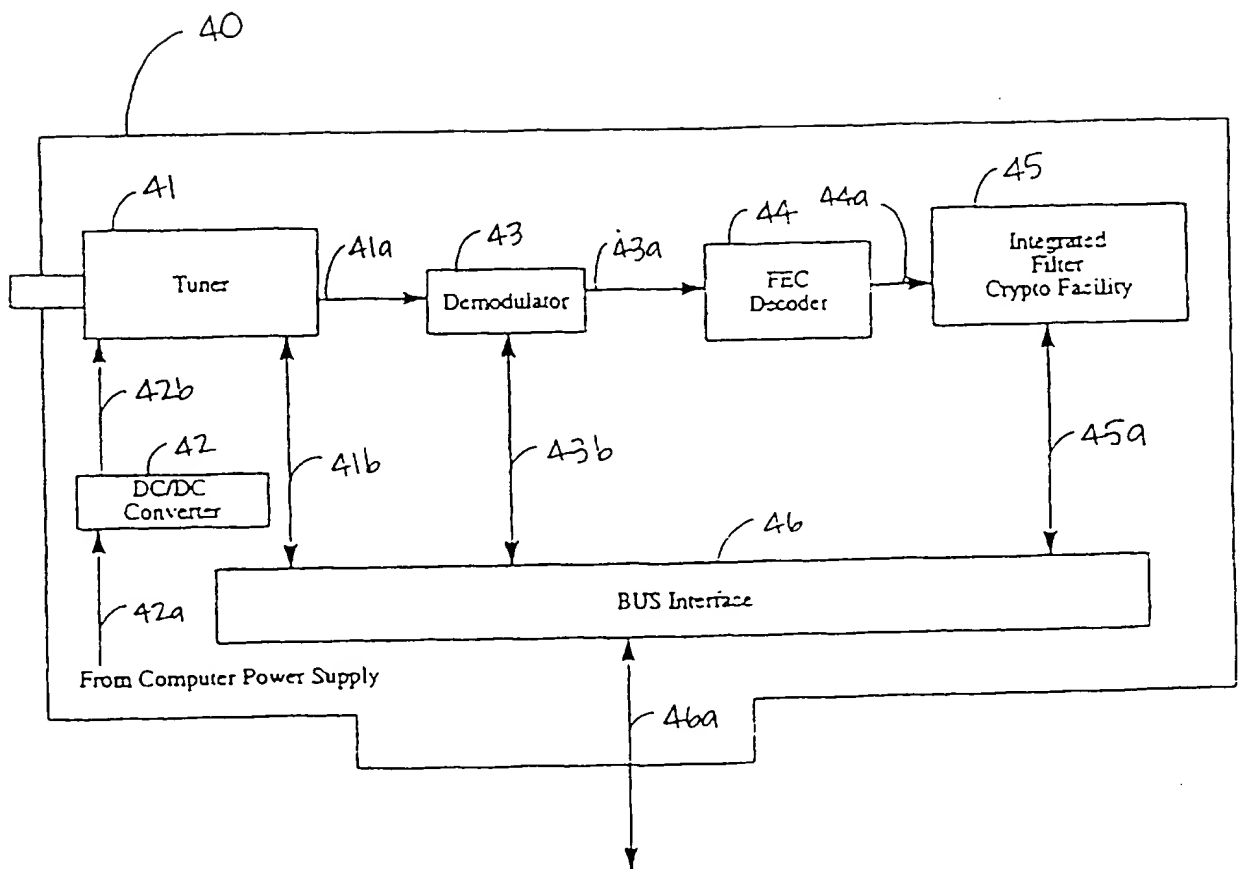 40
41
Tuner
41a
43
Demodulator
43a
44
FEC
Decoder
44a
45
Integrated
Filter
Crypto Facility
42b
42
DC/DC
Converter
41b
43b
45a
42a
46
BUS Interface
From Computer Power Supply
46a